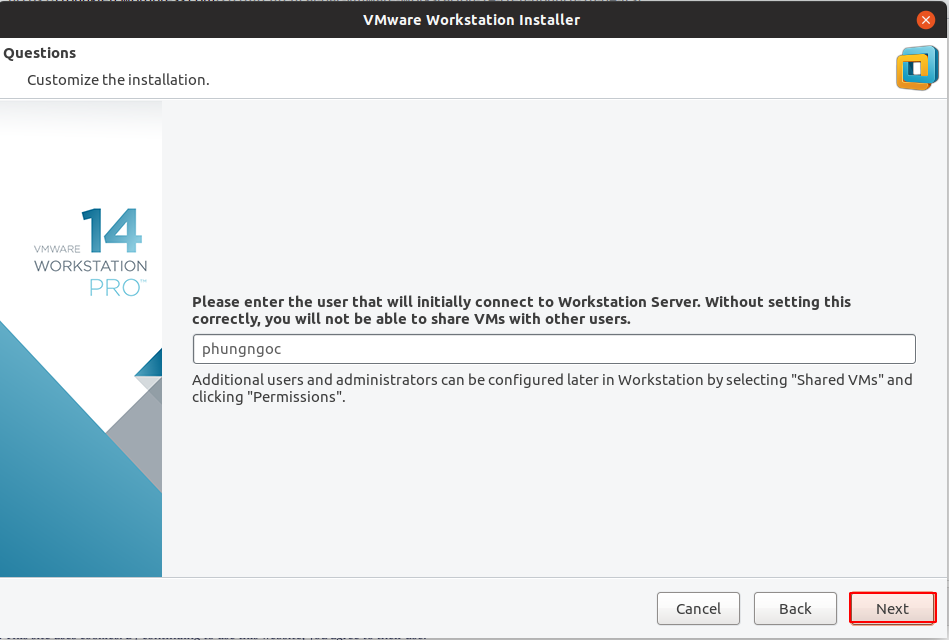 VMware Workstation Installer
Questions
Customize the installation.
14
VMWARE
WORKSTATION
PRO™
Please enter the user that will initially connect to Workstation Server. Without setting this
correctly, you will not be able to share VMs with other users.
phungngoc
Additional users and administrators can be configured later in Workstation by selecting "Shared VMs" and
clicking "Permissions".
Cancel
Back
Next